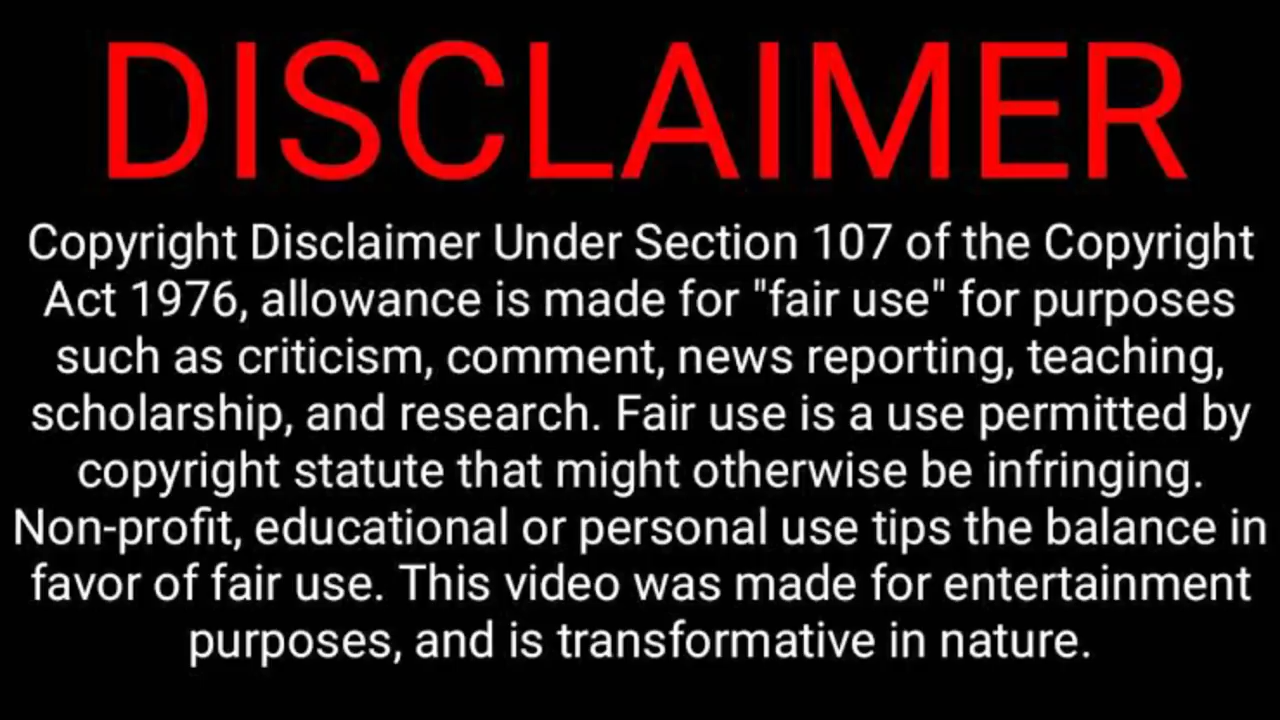 DISCLAIMER
Copyright Disclaimer Under Section 107 of the Copyright
Act 1976, allowance is made for "fair use" for purposes
such as criticism, comment, news reporting, teaching,
scholarship, and research. Fair use is a use permitted by
copyright statute that might otherwise be infringing.
Non-profit, educational or personal use tips the balance in
favor of fair use. This video was made for entertainment
purposes, and is transformative in nature.